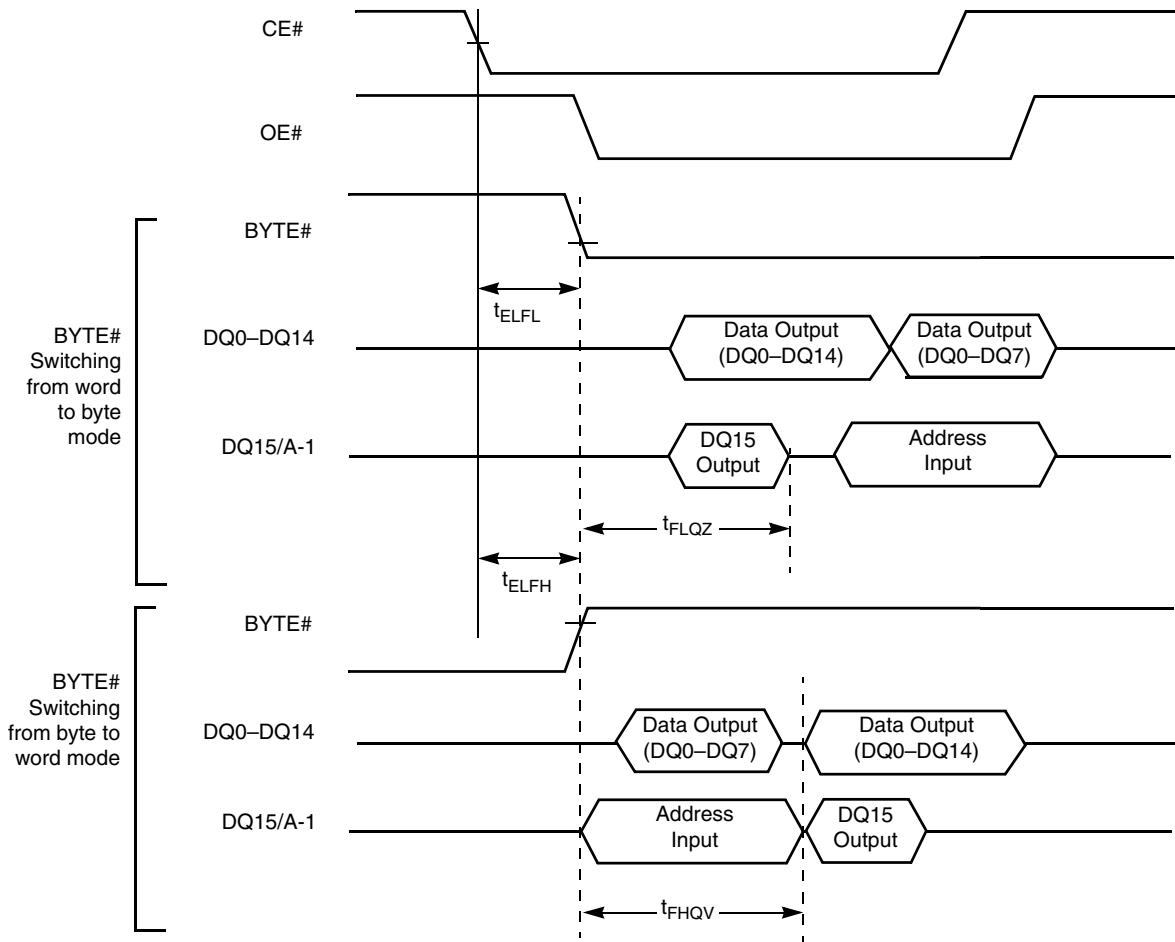 CE#
OE#
BYTE#
tELFL
BYTE#
Switching
from word
to byte
mode
DQ0–DQ14
Data Output
(DQ0–DQ14)
Data Output
(DQ0–DQ7)
DQ15/A-1
DQ15
Output
Address
Input
tFLQZ
tELFH
BYTE#
BYTE#
Switching
from byte to
word mode
DQ0–DQ14
Data Output
(DQ0–DQ7)
Data Output
(DQ0–DQ14)
DQ15/A-1
Address
Input
DQ15
Output
tFHQV